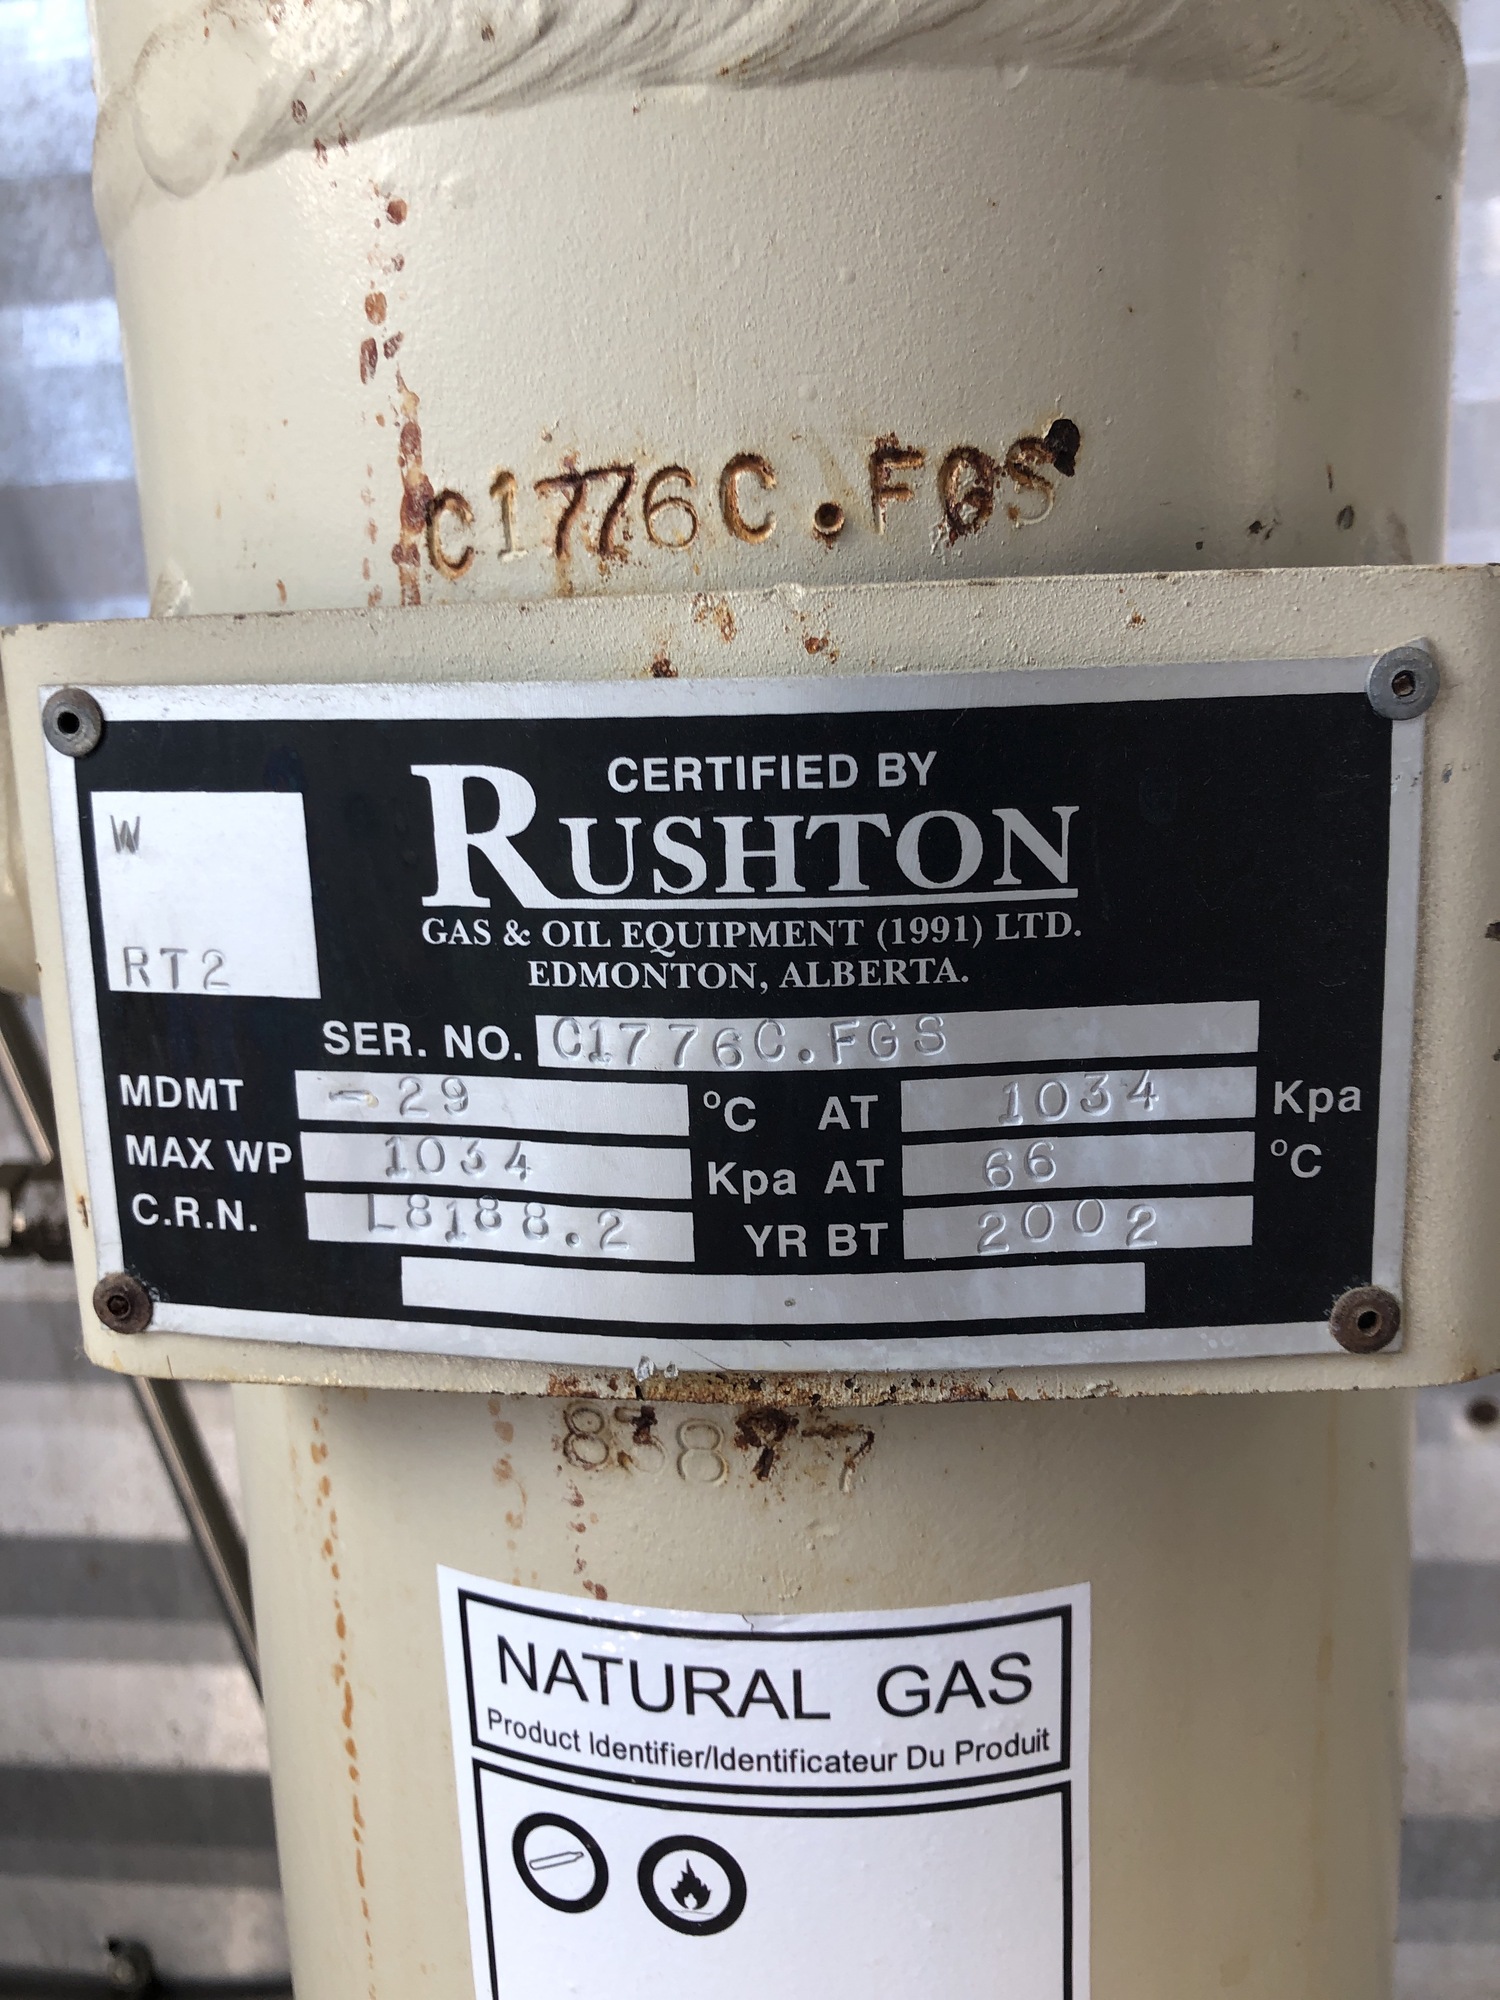 C1776C.FGS
CERTIFIED BY
RUSHTON
GAS & OIL EQUIPMENT (1991) LTD.
EDMONTON, ALBERTA.
W
RT2
SER. NO. C1776C.FGS
MDMT -29 °C AT 1034 Kpa
MAX WP 1034 Kpa AT 66 °C
C.R.N. L8188.2 YR BT 2002
83877
NATURAL GAS
Product Identifier/Identificateur Du Produit